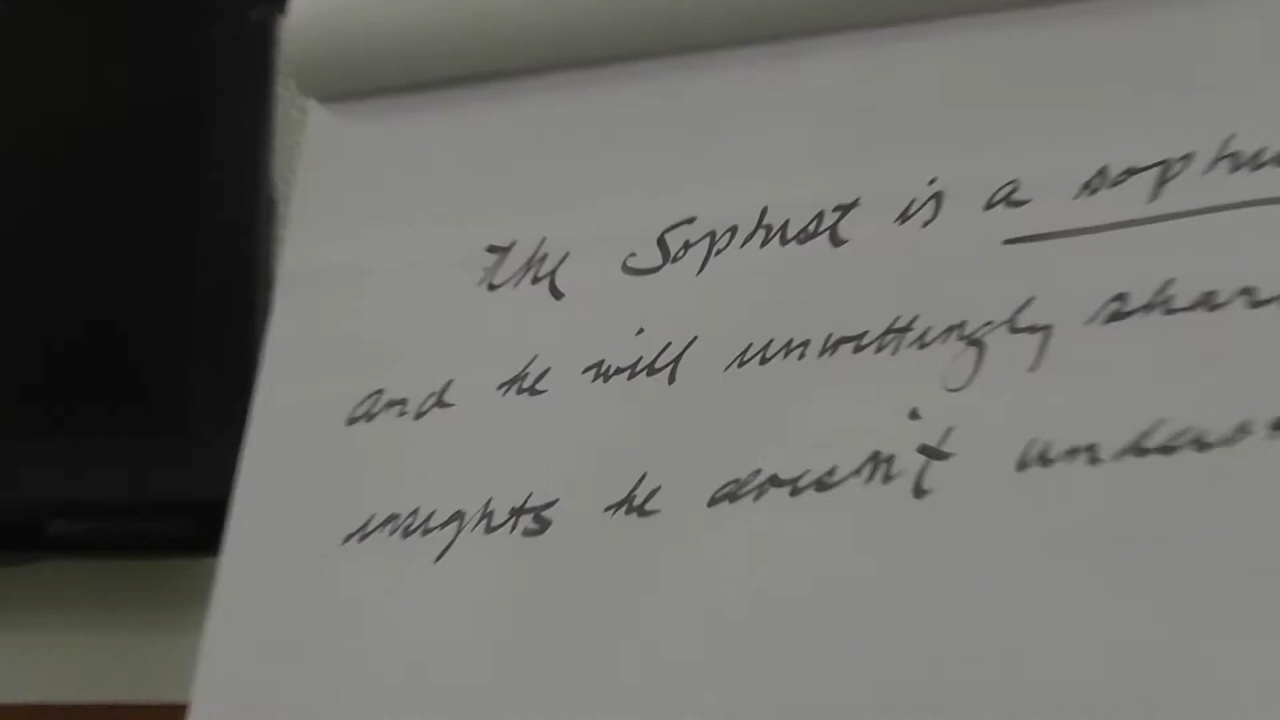 The Sophist is a
and he will unwittingly
insights he doesn't